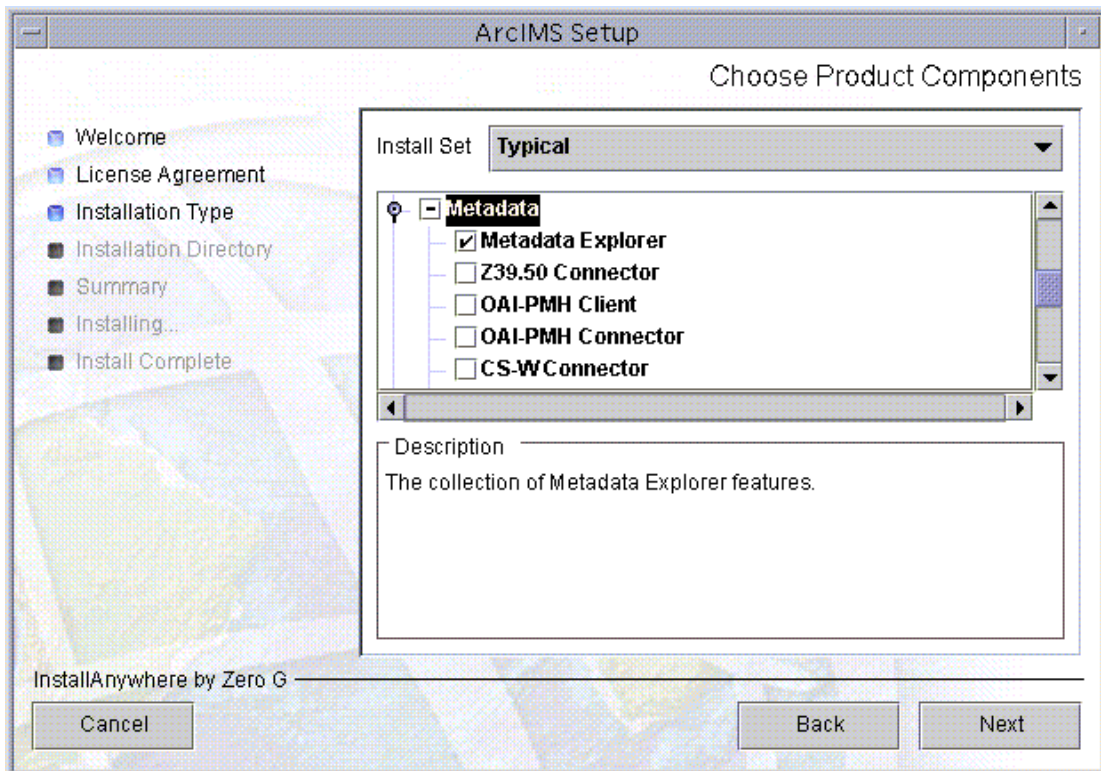 ArcIMS Setup
Choose Product Components
Welcome
License Agreement
Installation Type
Installation Directory
Summary
Installing...
Install Complete
Install Set Typical
Metadata
Metadata Explorer
Z39.50 Connector
OAI-PMH Client
OAI-PMH Connector
CS-W Connector
Description
The collection of Metadata Explorer features.
InstallAnywhere by Zero G
Cancel Back Next